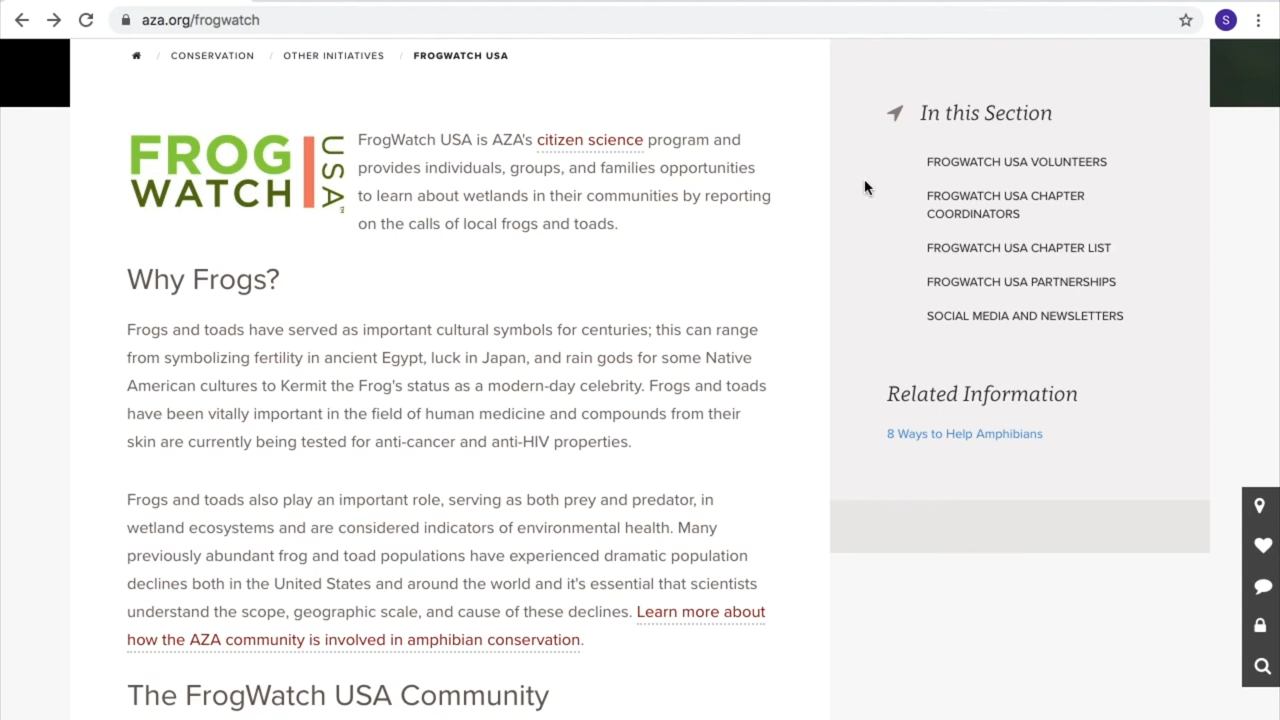 aza.org/frogwatch
S
/ CONSERVATION / OTHER INITIATIVES / FROGWATCH USA
FROG
WATCH
USA
FrogWatch USA is AZA's citizen science program and
provides individuals, groups, and families opportunities
to learn about wetlands in their communities by reporting
on the calls of local frogs and toads.
Why Frogs?
Frogs and toads have served as important cultural symbols for centuries; this can range
from symbolizing fertility in ancient Egypt, luck in Japan, and rain gods for some Native
American cultures to Kermit the Frog's status as a modern-day celebrity. Frogs and toads
have been vitally important in the field of human medicine and compounds from their
skin are currently being tested for anti-cancer and anti-HIV properties.
Frogs and toads also play an important role, serving as both prey and predator, in
wetland ecosystems and are considered indicators of environmental health. Many
previously abundant frog and toad populations have experienced dramatic population
declines both in the United States and around the world and it's essential that scientists
understand the scope, geographic scale, and cause of these declines. Learn more about
how the AZA community is involved in amphibian conservation.
The FrogWatch USA Community
In this Section
FROGWATCH USA VOLUNTEERS
FROGWATCH USA CHAPTER
COORDINATORS
FROGWATCH USA CHAPTER LIST
FROGWATCH USA PARTNERSHIPS
SOCIAL MEDIA AND NEWSLETTERS
Related Information
8 Ways to Help Amphibians